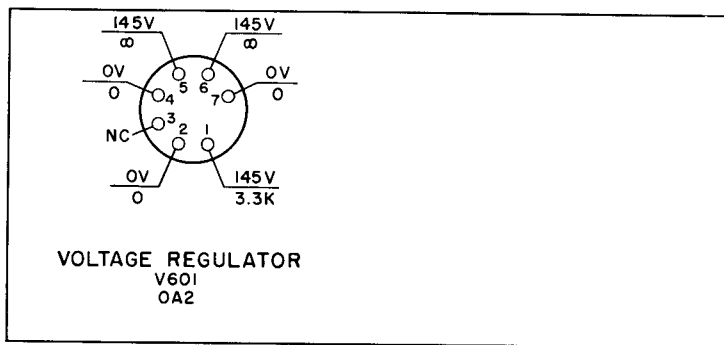 145V 145V
∞ ∞
5 6
0V 0V
0 4 7 0
3
NC 2 1
0V 145V
0 3.3K
VOLTAGE REGULATOR
V601
OA2